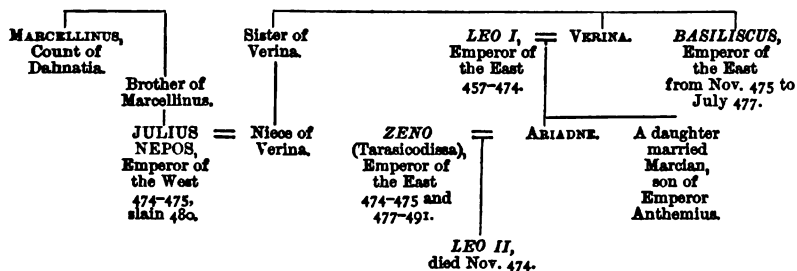 MARCELLINUS,
Count of
Dahnatia.
Brother of
Marcellinus.
Sister of
Verina.
LEO I,
Emperor of
the East
457–474.
=
VERINA.
BASILISCUS,
Emperor of
the East
from Nov. 475 to
July 477.
JULIUS
NEPOS,
Emperor of
the West
474–475,
slain 480.
=
Niece of
Verina.
ZENO
(Tarasicodissa),
Emperor of
the East
474–475 and
477–491.
=
ARIADNE.
A daughter
married
Marcian,
son of
Emperor
Anthemius.
LEO II,
died Nov. 474.